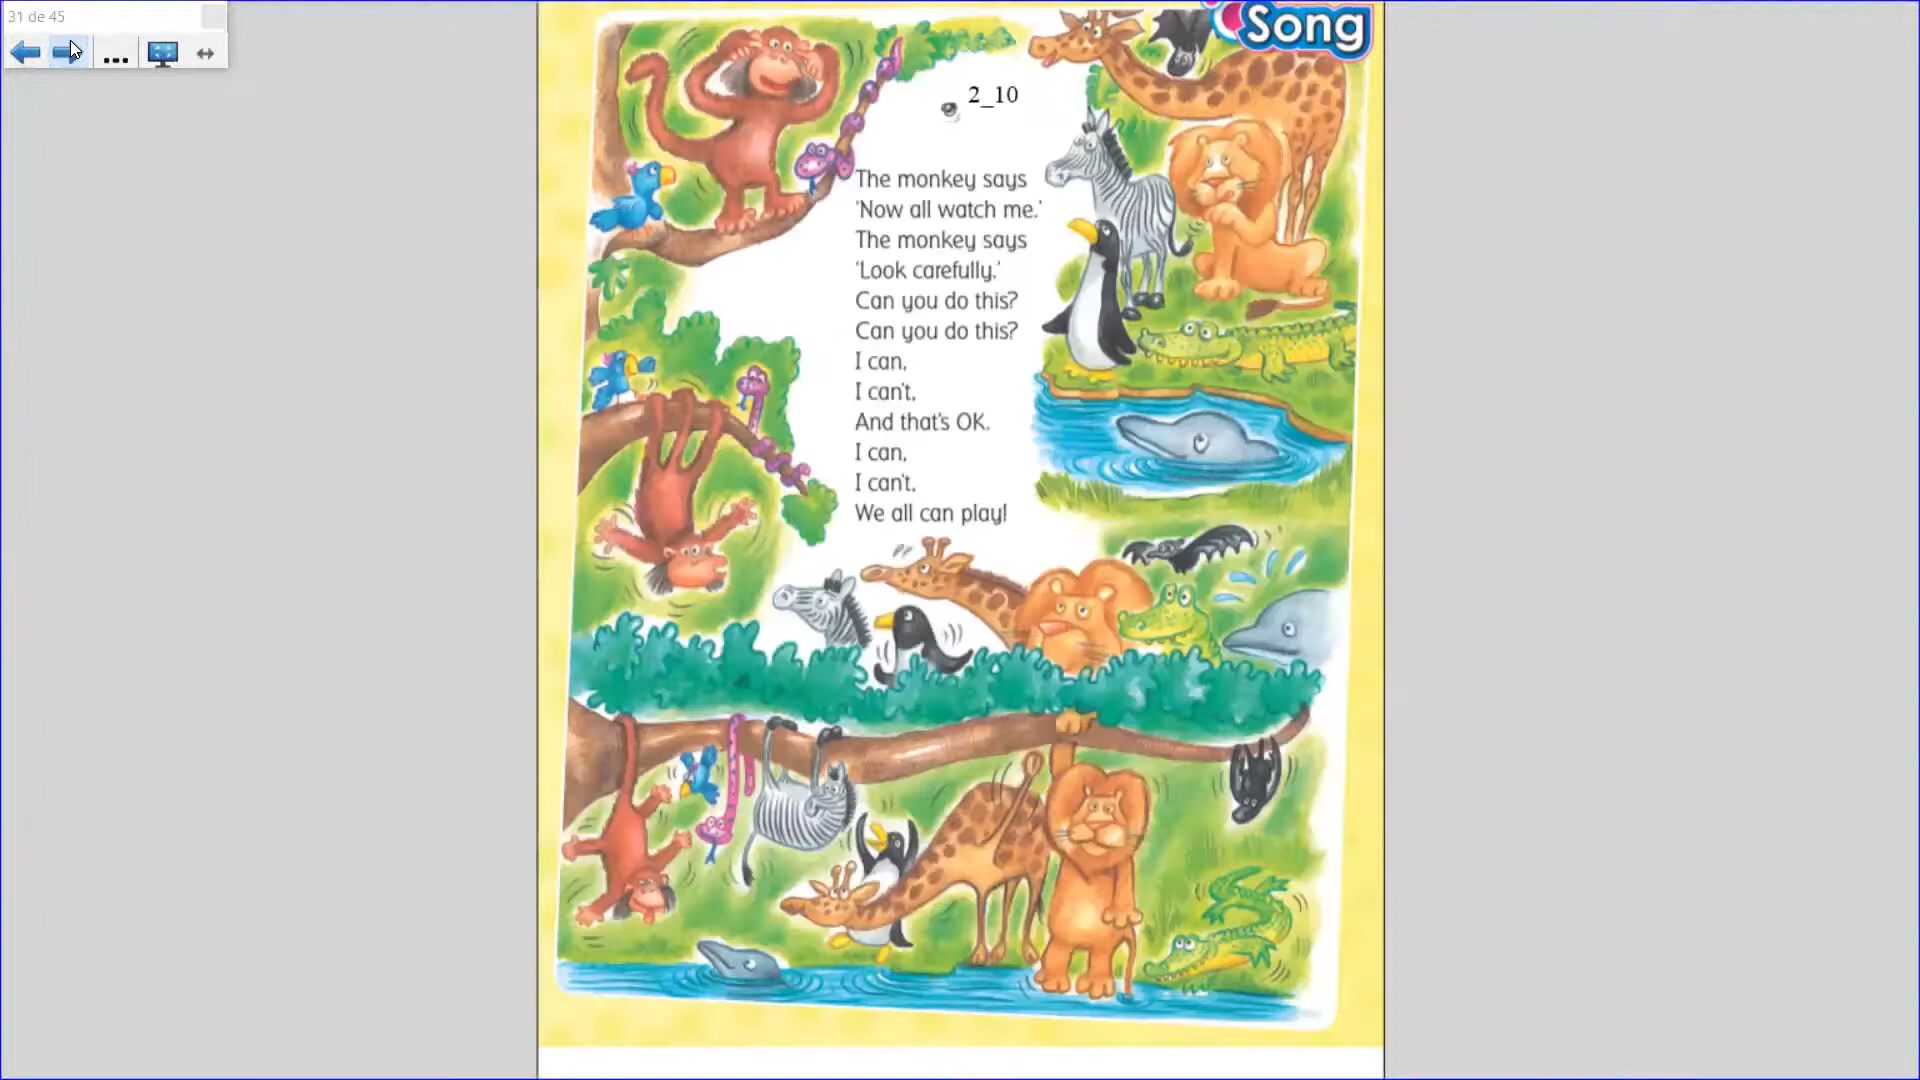 31 de 45
Song
2_10
The monkey says
‘Now all watch me.’
The monkey says
‘Look carefully.’
Can you do this?
Can you do this?
I can,
I can't,
And that's OK.
I can,
I can't,
We all can play!